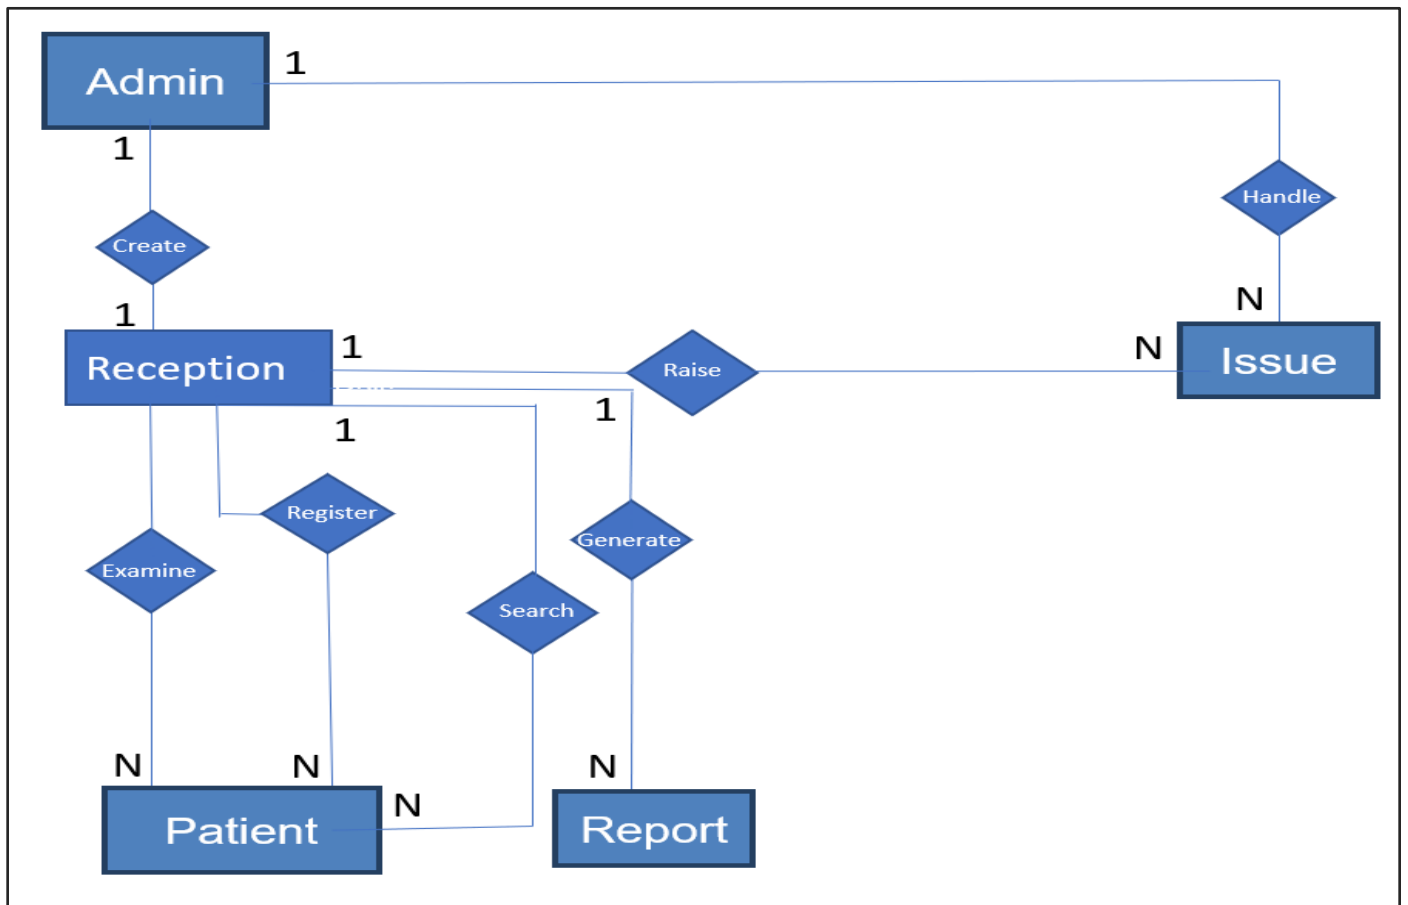 Admin
1
1
Handle
Create
N
1
Reception
1
Raise
N
Issue
1
1
Register
Generate
Examine
Search
N
N
N
N
Patient
Report